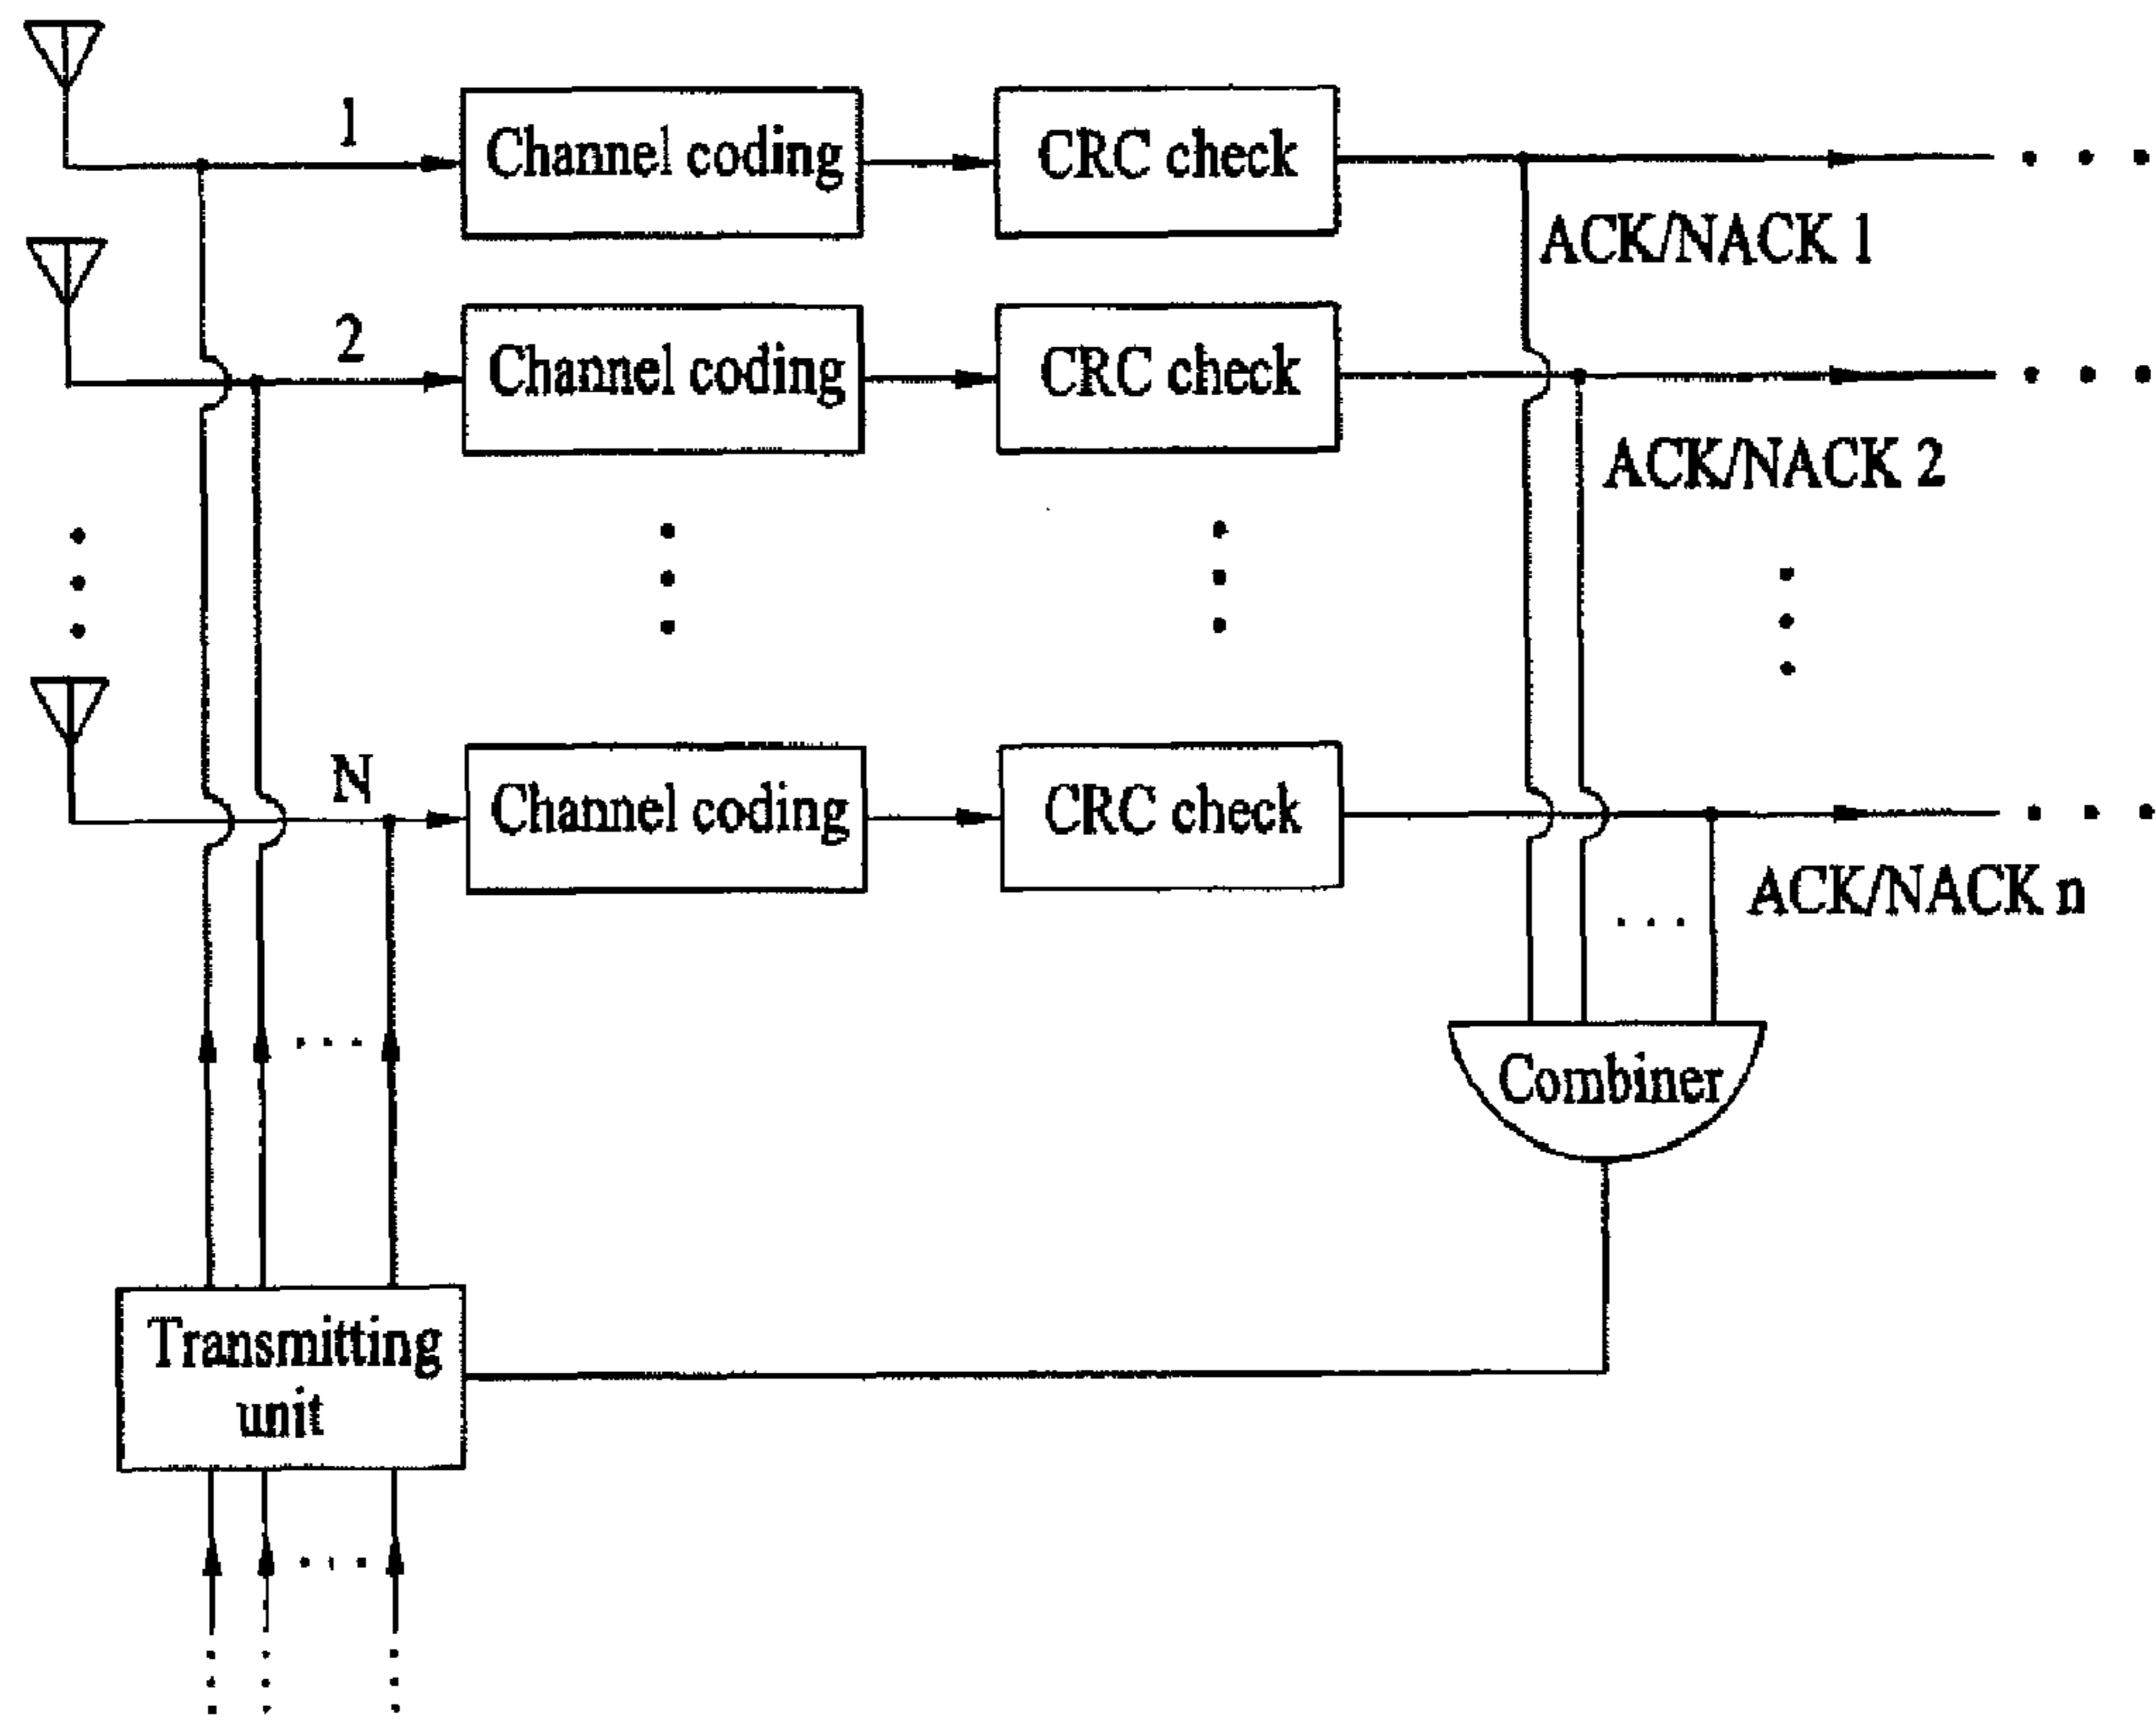 1
Channel coding
CRC check
ACK/NACK 1
2
Channel coding
CRC check
ACK/NACK 2
N
Channel coding
CRC check
ACK/NACK n
Combiner
Transmitting
unit